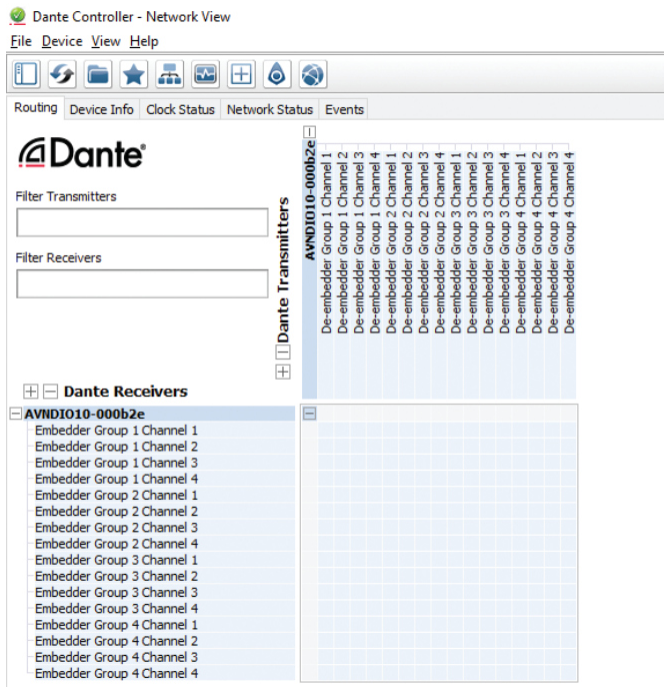 Dante Controller - Network View
File Device View Help
Routing Device Info Clock Status Network Status Events
Dante®
Filter Transmitters
Filter Receivers
Dante Transmitters
AVNDIO10-000b2e
De-embedder Group 1 Channel 1
De-embedder Group 1 Channel 2
De-embedder Group 1 Channel 3
De-embedder Group 1 Channel 4
De-embedder Group 2 Channel 1
De-embedder Group 2 Channel 2
De-embedder Group 2 Channel 3
De-embedder Group 2 Channel 4
De-embedder Group 3 Channel 1
De-embedder Group 3 Channel 2
De-embedder Group 3 Channel 3
De-embedder Group 3 Channel 4
De-embedder Group 4 Channel 1
De-embedder Group 4 Channel 2
De-embedder Group 4 Channel 3
De-embedder Group 4 Channel 4
Dante Receivers
AVNDIO10-000b2e
Embedder Group 1 Channel 1
Embedder Group 1 Channel 2
Embedder Group 1 Channel 3
Embedder Group 1 Channel 4
Embedder Group 2 Channel 1
Embedder Group 2 Channel 2
Embedder Group 2 Channel 3
Embedder Group 2 Channel 4
Embedder Group 3 Channel 1
Embedder Group 3 Channel 2
Embedder Group 3 Channel 3
Embedder Group 3 Channel 4
Embedder Group 4 Channel 1
Embedder Group 4 Channel 2
Embedder Group 4 Channel 3
Embedder Group 4 Channel 4